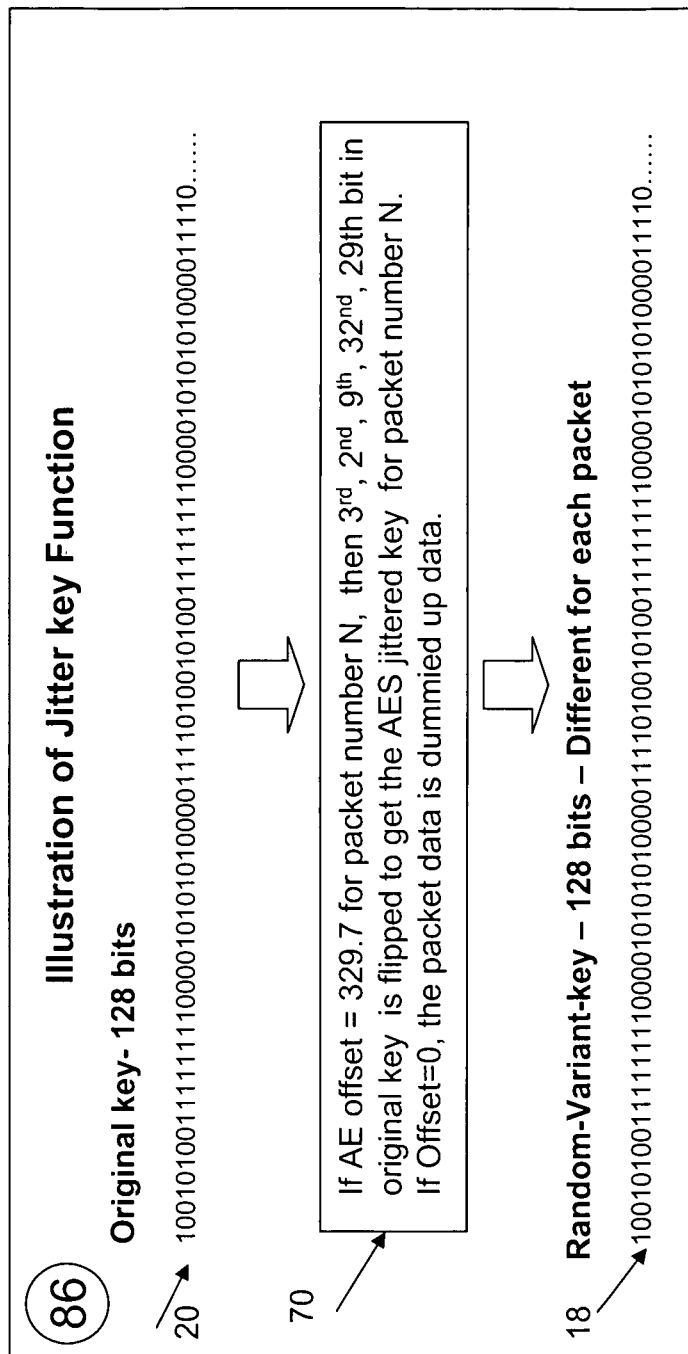 86
Illustration of Jitter key Function
Original key- 128 bits
20
10010100111111111100001010101000011110100101001111111110000101010100001110......
70
If AE offset = 329.7 for packet number N, then 3rd, 2nd, 9th, 32nd, 29th bit in
original key is flipped to get the AES jittered key for packet number N.
If Offset=0, the packet data is dummied up data.
Random-Variant-key – 128 bits – Different for each packet
18
10010100111111111100001010101000011110100101001111111110000101010100001110......